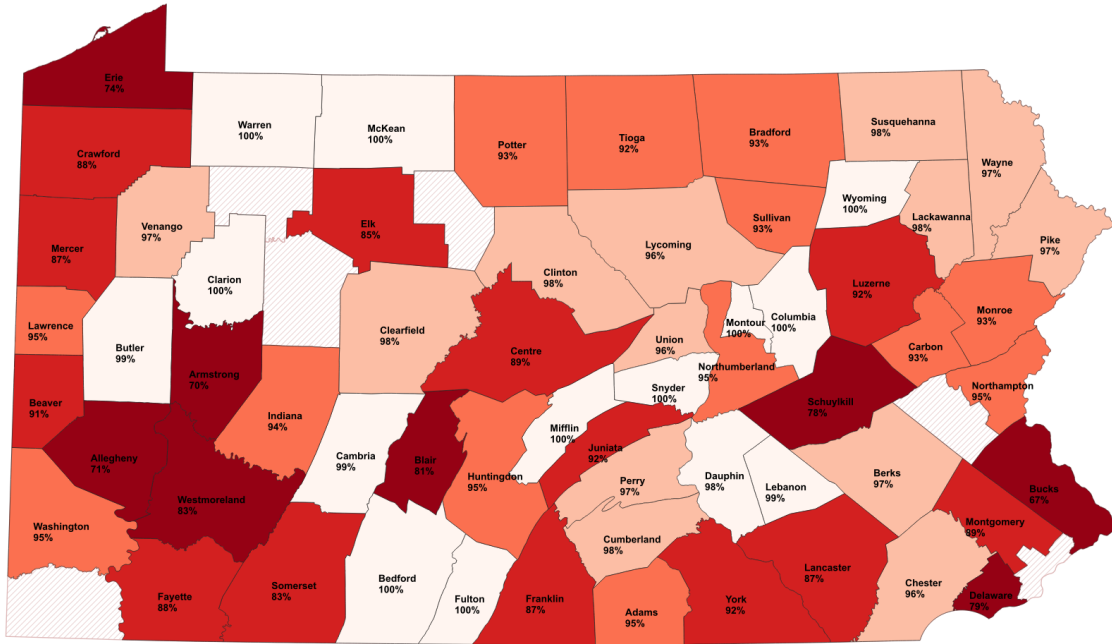 Erie
74%
Warren
100%
McKean
100%
Potter
93%
Tioga
92%
Bradford
93%
Susquehanna
98%
Wayne
97%
Crawford
88%
Venango
97%
Elk
85%
Sullivan
93%
Wyoming
100%
Lackawanna
98%
Pike
97%
Mercer
87%
Clarion
100%
Lycoming
96%
Clinton
98%
Luzerne
92%
Monroe
93%
Lawrence
95%
Butler
99%
Clearfield
98%
Centre
89%
Union
96%
Montour
100%
Columbia
100%
Carbon
93%
Armstrong
70%
Northumberland
95%
Northampton
95%
Beaver
91%
Indiana
94%
Snyder
100%
Schuylkill
78%
Allegheny
71%
Cambria
99%
Blair
81%
Mifflin
100%
Juniata
92%
Huntingdon
95%
Perry
97%
Dauphin
98%
Lebanon
99%
Berks
97%
Bucks
67%
Westmoreland
83%
Washington
95%
Montgomery
89%
Cumberland
98%
Fayette
88%
Somerset
83%
Bedford
100%
Fulton
100%
Franklin
87%
Adams
95%
York
92%
Lancaster
87%
Chester
96%
Delaware
79%